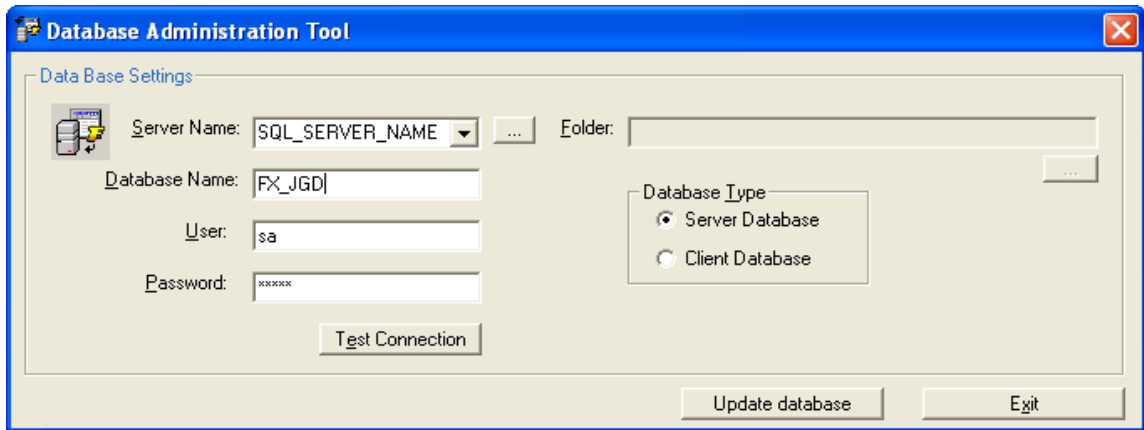 Database Administration Tool
Data Base Settings
Server Name: SQL_SERVER_NAME ... Folder:
...
Database Name: FX_JGD
Database Type
Server Database
User: sa
Client Database
Password: xxxxx
Test Connection
Update database Exit